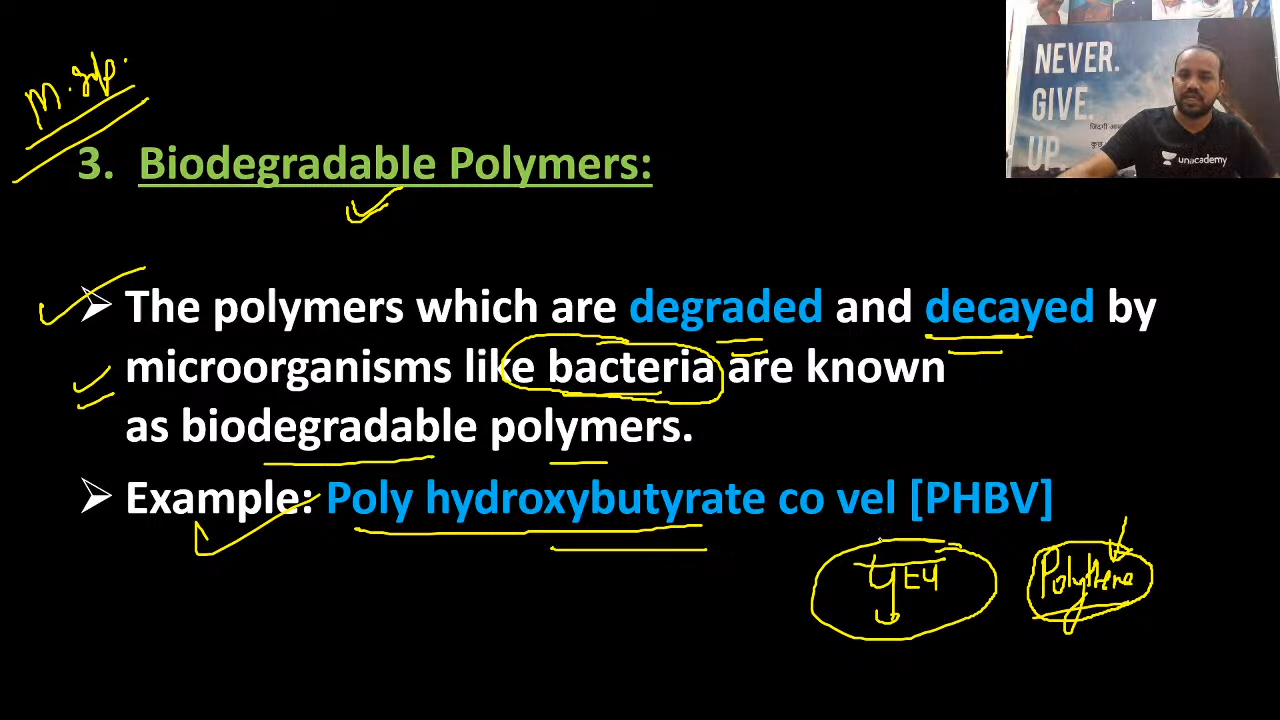 M. Imp.
NEVER.
GIVE.
UP.
unacademy
3. Biodegradable Polymers:
➢ The polymers which are degraded and decayed by
microorganisms like bacteria are known
as biodegradable polymers.
➢ Example: Poly hydroxybutyrate co vel [PHBV]
Polythene